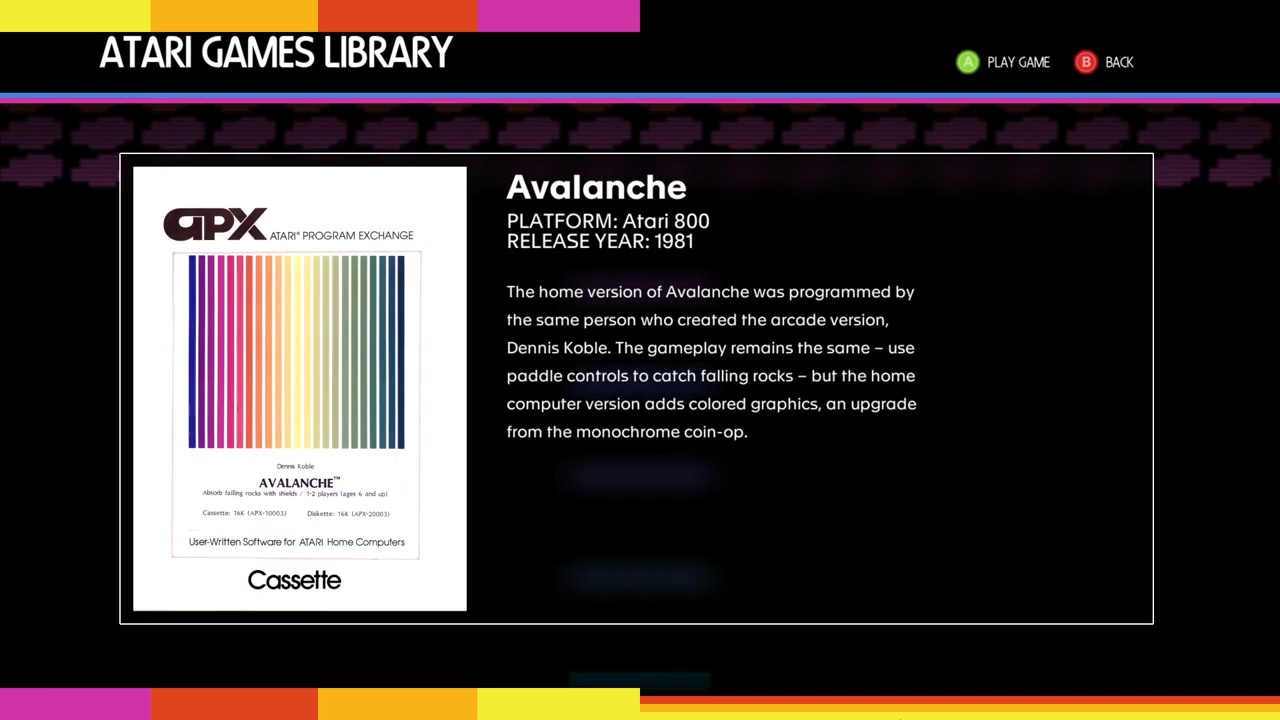 ATARI GAMES LIBRARY
A PLAY GAME B BACK
APX ATARI® PROGRAM EXCHANGE
Dennis Koble
AVALANCHE™
Absorb falling rocks with shields / 1-2 players (ages 6 and up)
Cassette: 16K (APX-10003) Diskette: 16K (APX-20003)
User-Written Software for ATARI Home Computers
Cassette
Avalanche
PLATFORM: Atari 800
RELEASE YEAR: 1981
The home version of Avalanche was programmed by
the same person who created the arcade version,
Dennis Koble. The gameplay remains the same – use
paddle controls to catch falling rocks – but the home
computer version adds colored graphics, an upgrade
from the monochrome coin-op.